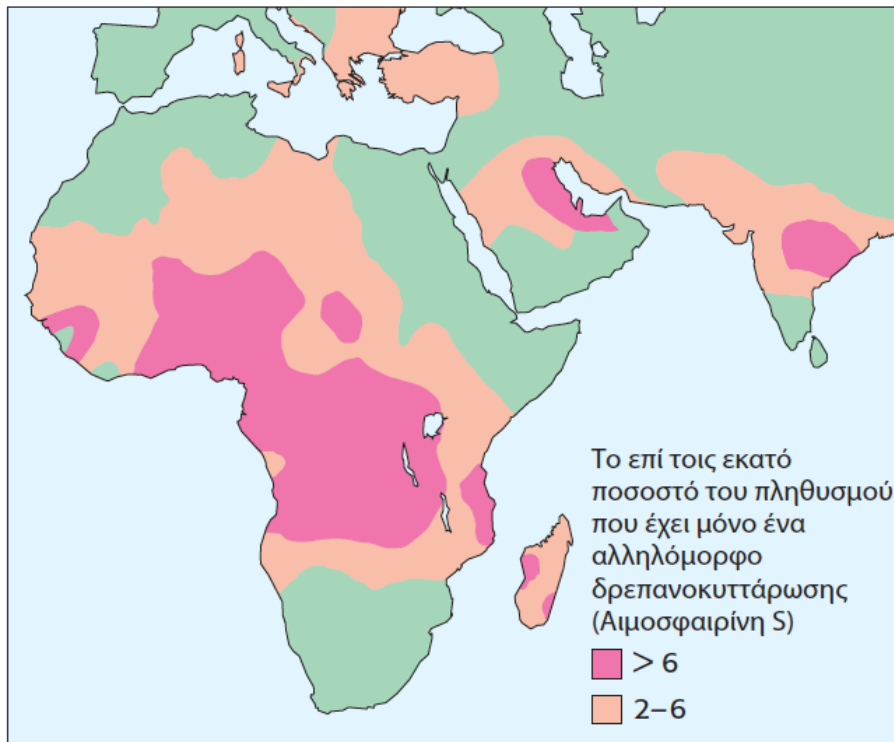 Το επί τοις εκατό
ποσοστό του πληθυσμού
που έχει μόνο ένα
αλληλόμορφο
δρεπανοκυττάρωσης
(Αιμοσφαιρίνη S)
> 6
2–6